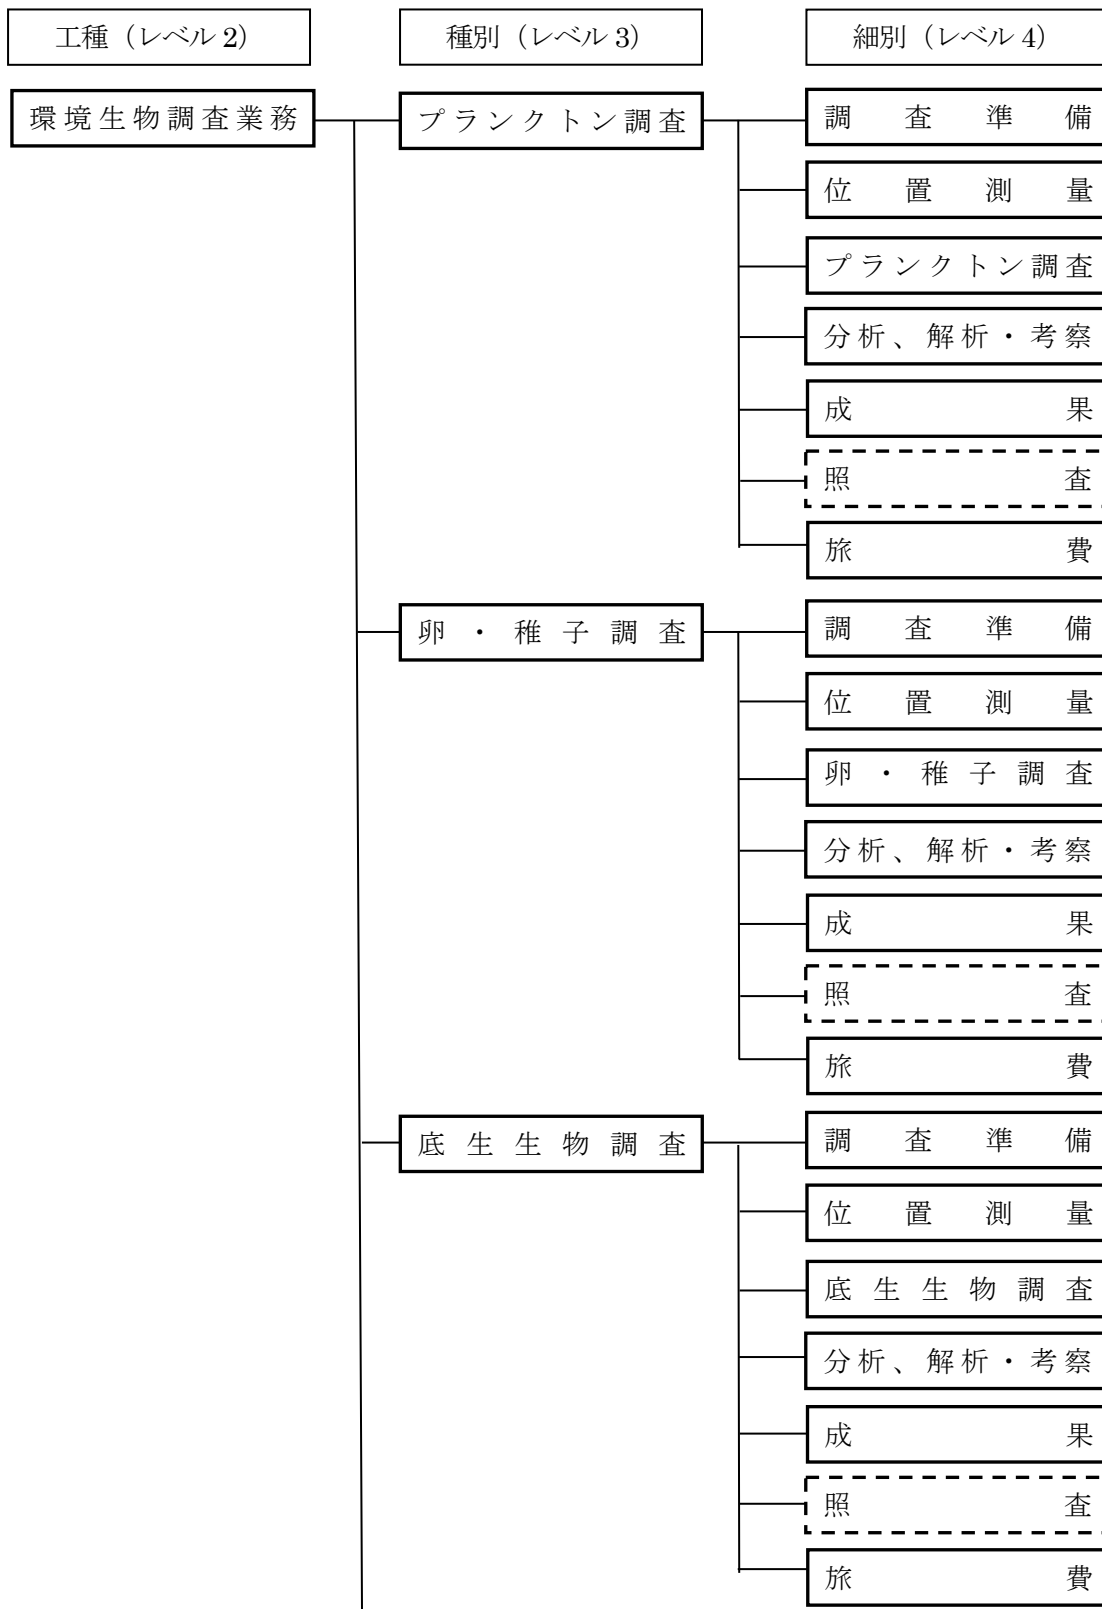 工種（レベル 2） 種別（レベル 3） 細別（レベル 4）
環境生物調査業務 プランクトン調査 調査準備
位置測量
プランクトン調査
分析、解析・考察
成果
照査
旅費
卵・稚子調査 調査準備
位置測量
卵・稚子調査
分析、解析・考察
成果
照査
旅費
底生生物調査 調査準備
位置測量
底生生物調査
分析、解析・考察
成果
照査
旅費